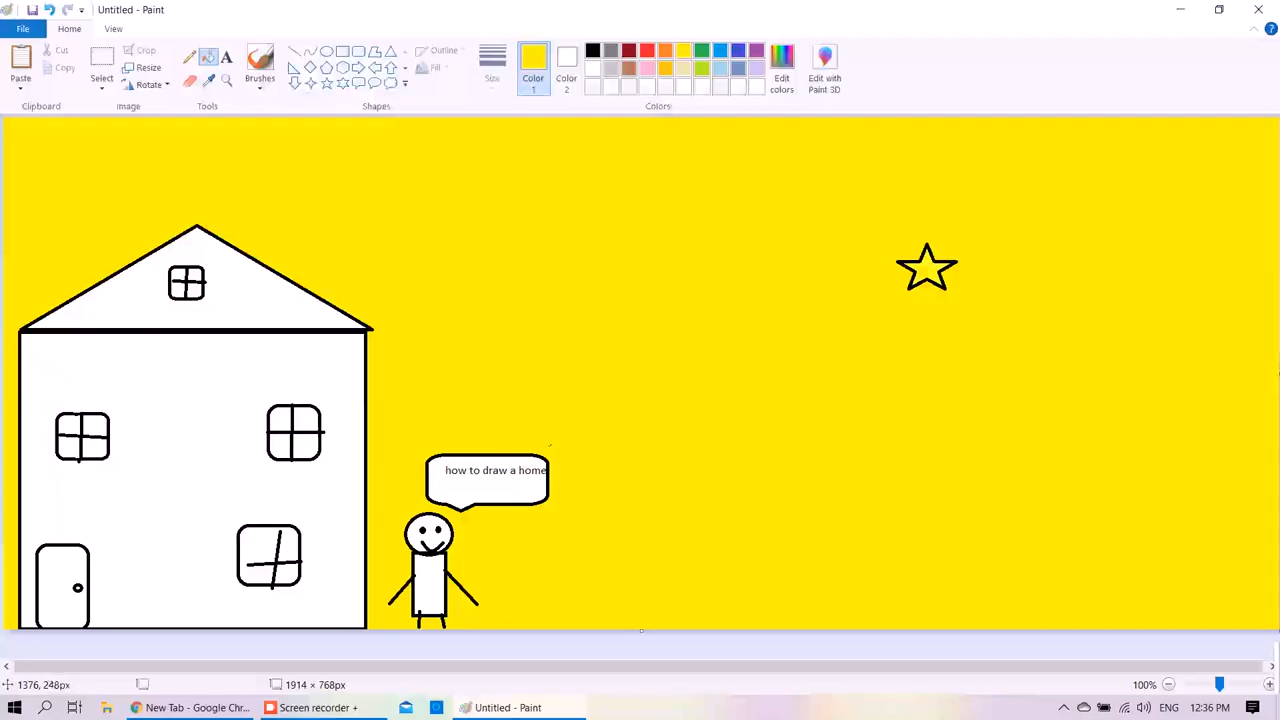 Untitled - Paint
File Home View
Paste
Cut
Copy
Clipboard
Select
Crop
Resize
Rotate
Image
A
Tools
Brushes
Shapes
Outline
Fill
Size
Color 1
Color 2
Edit colors
Colors
Edit with Paint 3D
how to draw a home
1376, 248px
1914 × 768px
100%
New Tab - Google Chr...
Screen recorder +
Untitled - Paint
ENG
12:36 PM